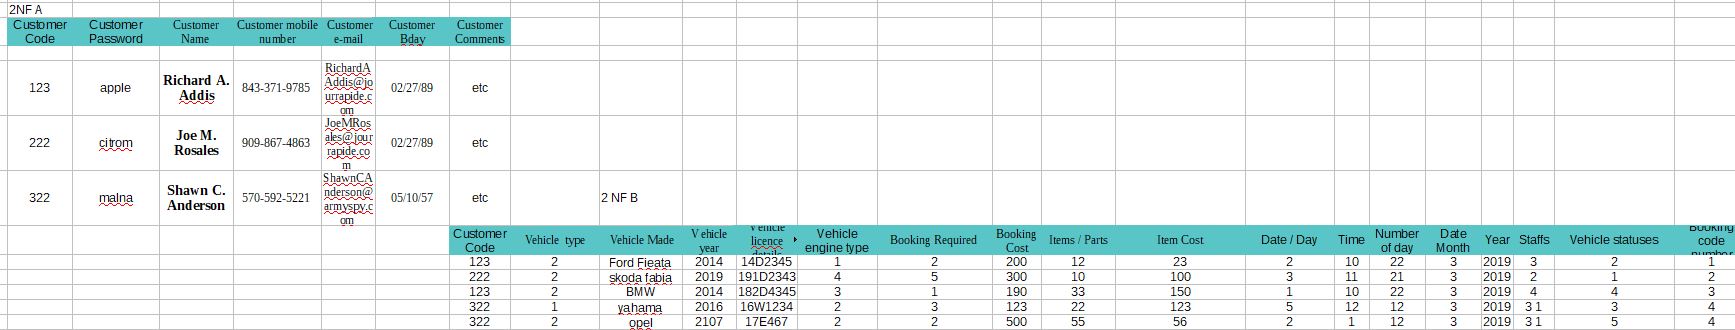 2NF A
Customer Code Customer Password Customer Name Customer mobile number Customer e-mail Customer Bday Customer Comments
123 apple Richard A. Addis 843-371-9785 RichardAAddis@jourrapide.com 02/27/89 etc
222 citrom Joe M. Rosales 909-867-4863 JoeMRosales@jourrapide.com 02/27/89 etc
322 malna Shawn C. Anderson 570-592-5221 ShawnCAnderson@armyspy.com 05/10/57 etc 2 NF B
Customer Code Vehicle type Vehicle Made Vehicle year Vehicle licence details Vehicle engine type Booking Required Booking Cost Items / Parts Item Cost Date / Day Time Number of day Date Month Year Staffs Vehicle statuses Booking code number
123 2 Ford Fieata 2014 14D2345 1 2 200 12 23 2 10 22 3 2019 3 2 1
222 2 skoda fabia 2019 191D2343 4 5 300 10 100 3 11 21 3 2019 2 1 2
123 2 BMW 2014 182D4345 3 1 190 33 150 1 10 22 3 2019 4 4 3
322 1 yahama 2016 16W1234 2 3 123 22 123 5 12 12 3 2019 3 1 3 4
322 2 opel 2107 17E467 2 2 500 55 56 2 1 12 3 2019 3 1 5 4